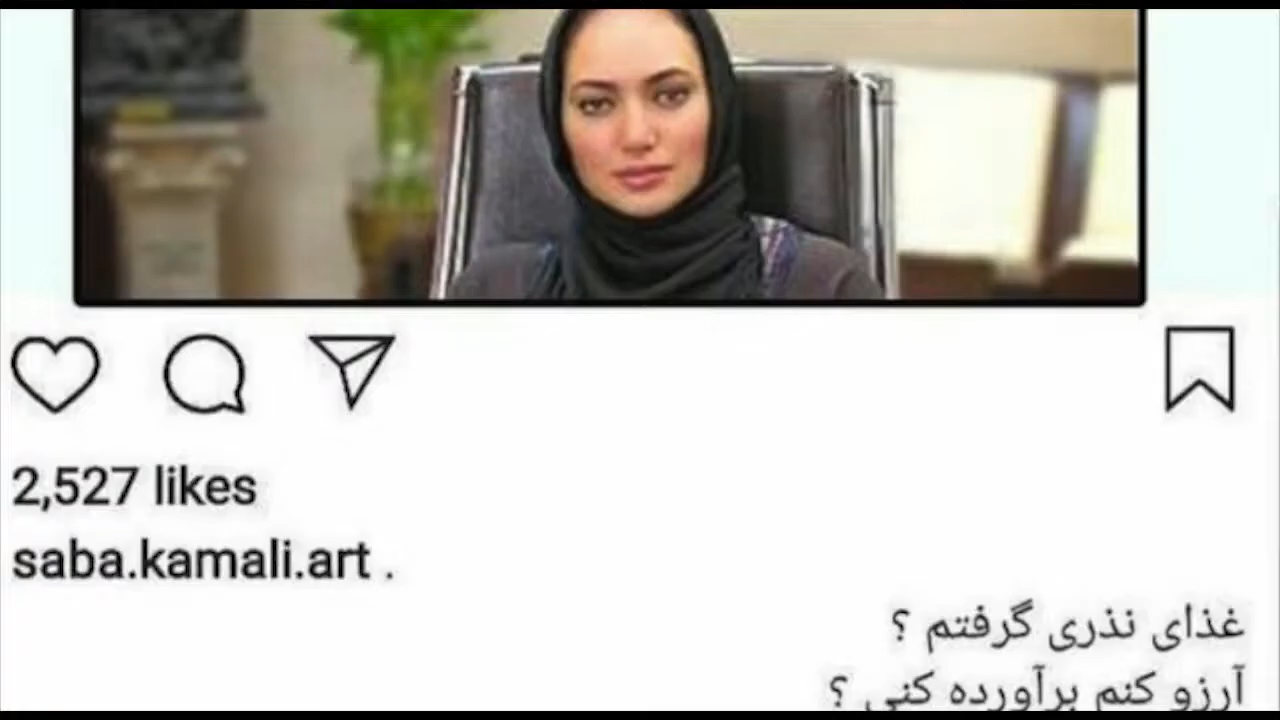 2,527 likes
saba.kamali.art .
غذای نذری گرفتم ؟
آرزو کنم برآورده کنی ؟